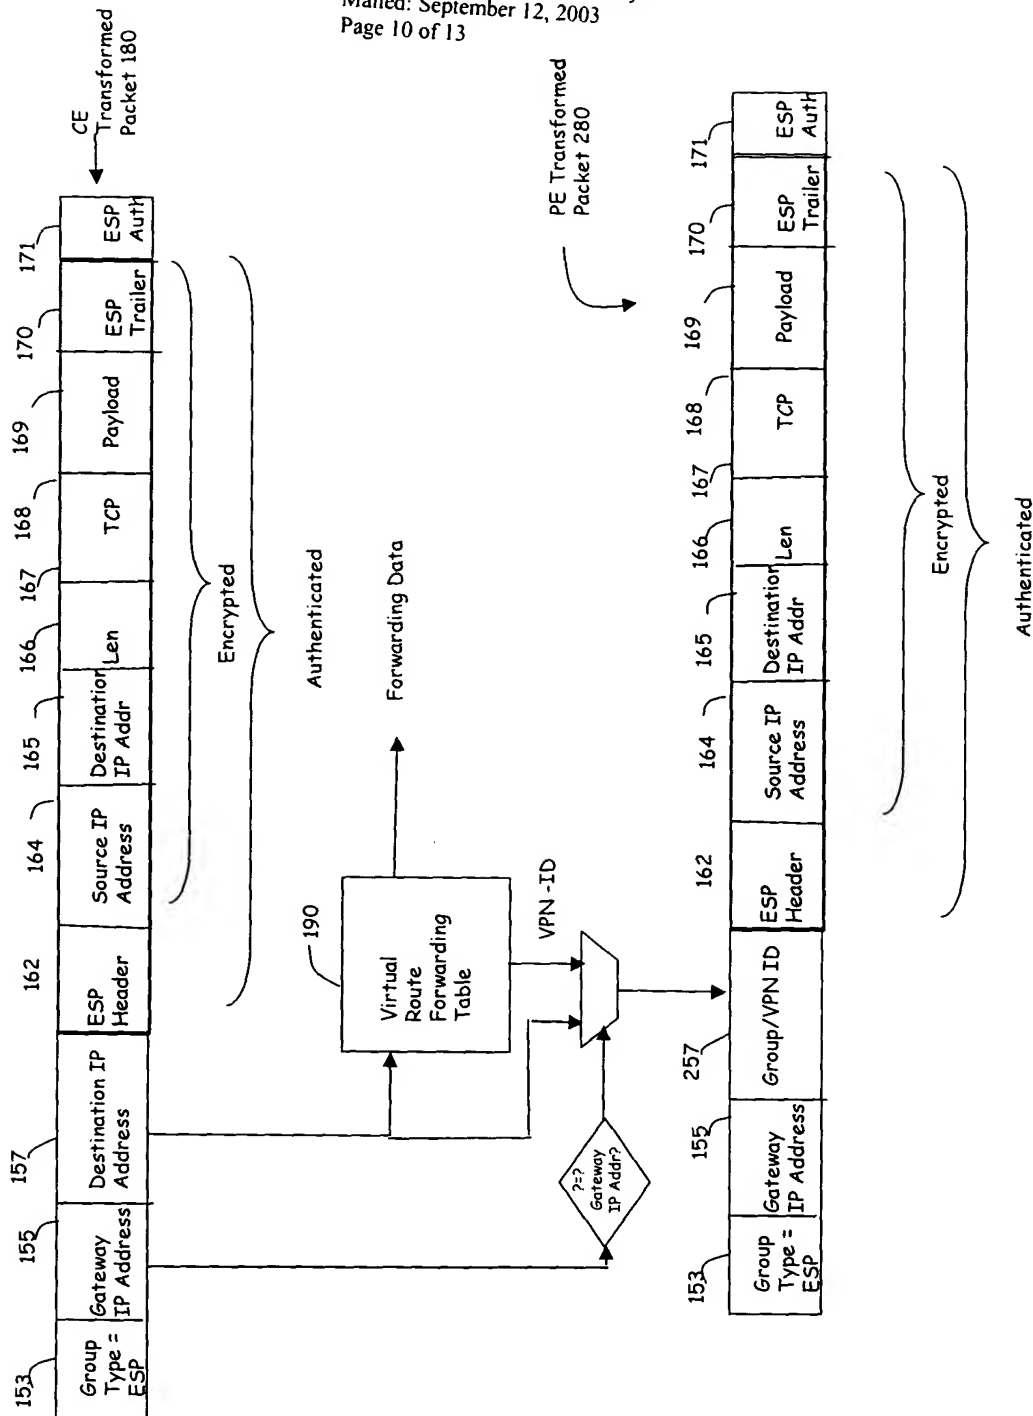 Mailed: September 12, 2003
Page 10 of 13
CE
Transformed
Packet 180
153
155
157
162
164
165
166
167
168
169
170
171
Group
Type =
ESP
Gateway
IP Address
Destination IP
Address
ESP
Header
Source IP
Address
Destination
IP Addr
Len
TCP
Payload
ESP
Trailer
ESP
Auth
Encrypted
Authenticated
190
Virtual
Route
Forwarding
Table
Forwarding Data
VPN-ID
?=?
Gateway
IP Addr?
PE Transformed
Packet 280
153
155
257
162
164
165
166
167
168
169
170
171
Group
Type =
ESP
Gateway
IP Address
Group/VPN ID
ESP
Header
Source IP
Address
Destination
IP Addr
Len
TCP
Payload
ESP
Trailer
ESP
Auth
Encrypted
Authenticated